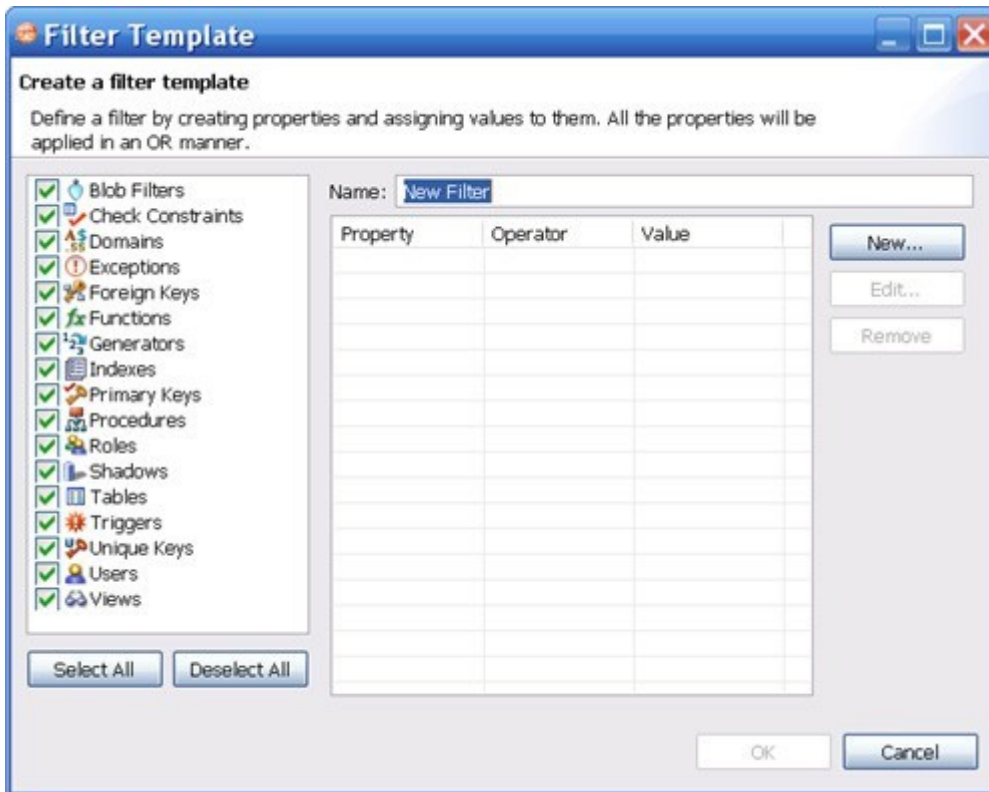 Filter Template
Create a filter template
Define a filter by creating properties and assigning values to them. All the properties will be
applied in an OR manner.
Blob Filters
Check Constraints
Domains
Exceptions
Foreign Keys
Functions
Generators
Indexes
Primary Keys
Procedures
Roles
Shadows
Tables
Triggers
Unique Keys
Users
Views
Select All Deselect All
Name: New Filter
Property Operator Value
New...
Edit...
Remove
OK Cancel